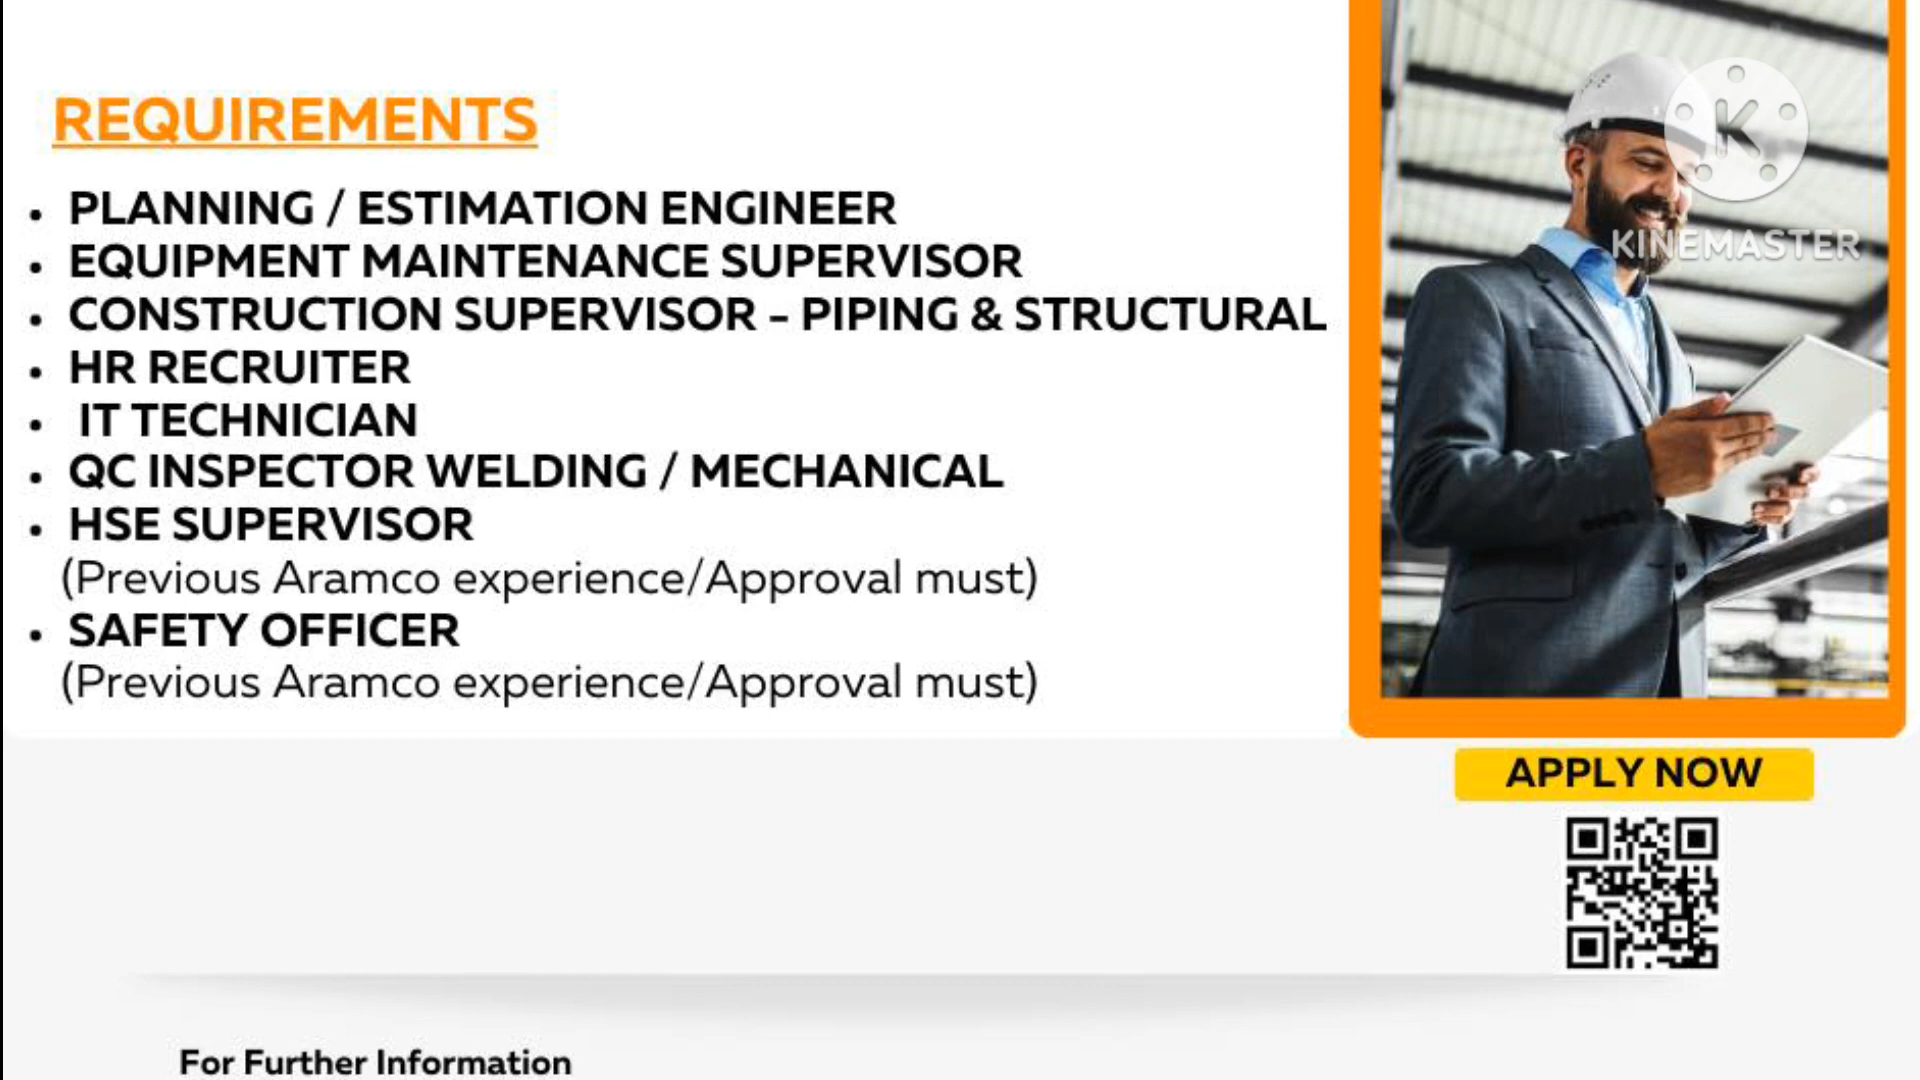 REQUIREMENTS
• PLANNING / ESTIMATION ENGINEER
• EQUIPMENT MAINTENANCE SUPERVISOR
• CONSTRUCTION SUPERVISOR - PIPING & STRUCTURAL
• HR RECRUITER
• IT TECHNICIAN
• QC INSPECTOR WELDING / MECHANICAL
• HSE SUPERVISOR
(Previous Aramco experience/Approval must)
• SAFETY OFFICER
(Previous Aramco experience/Approval must)
K
KINEMASTER
APPLY NOW
For Further Information